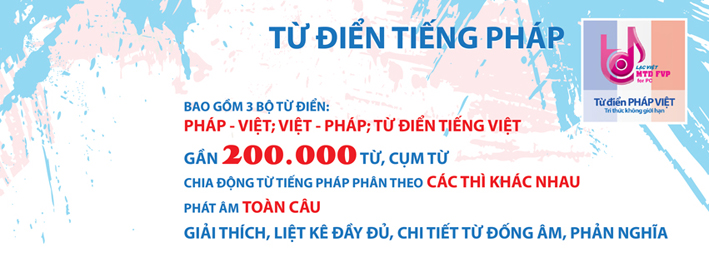 TỪ ĐIỂN TIẾNG PHÁP
LẠC VIỆT
MTD FVP
for PC
Từ điển PHÁP VIỆT
Tri thức không giới hạn
BAO GỒM 3 BỘ TỪ ĐIỂN:
PHÁP - VIỆT; VIỆT - PHÁP; TỪ ĐIỂN TIẾNG VIỆT
GẦN 200.000 TỪ, CỤM TỪ
CHIA ĐỘNG TỪ TIẾNG PHÁP PHÂN THEO CÁC THÌ KHÁC NHAU
PHÁT ÂM TOÀN CÂU
GIẢI THÍCH, LIỆT KÊ ĐẦY ĐỦ, CHI TIẾT TỪ ĐỒNG ÂM, PHẢN NGHĨA